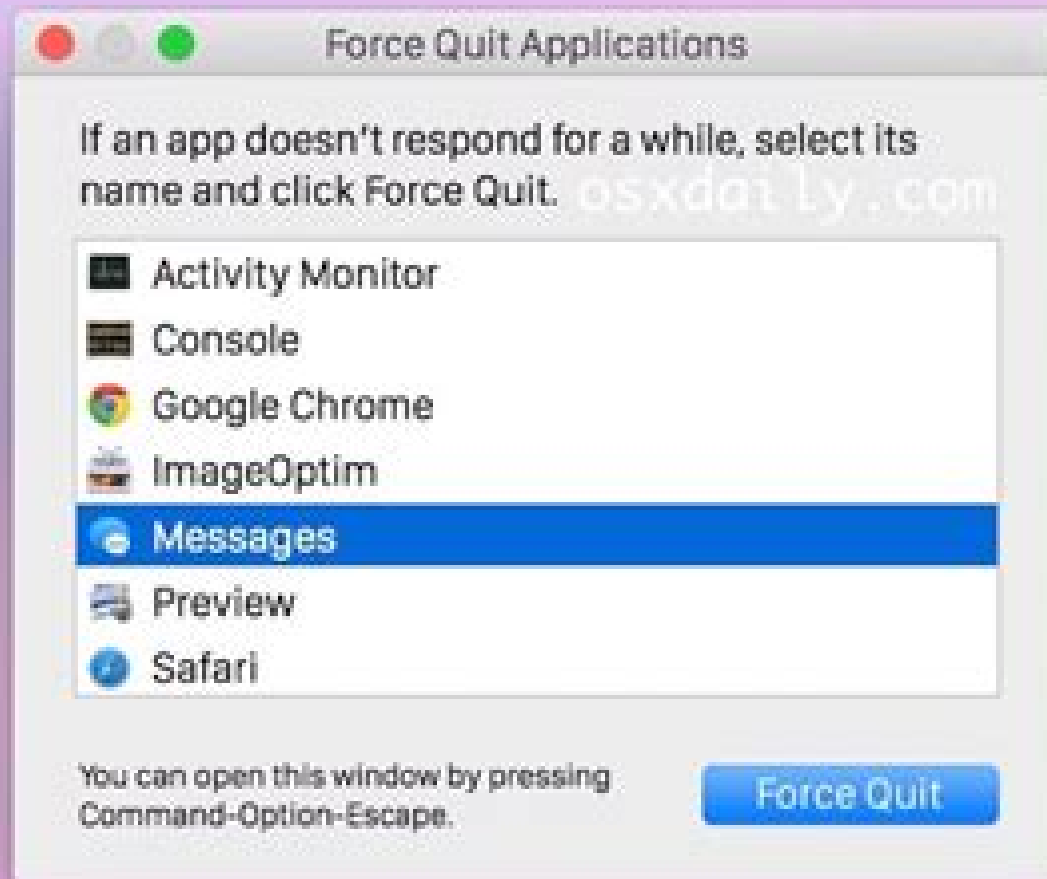 Force Quit Applications
If an app doesn't respond for a while, select its
name and click Force Quit.
osxdaily.com
Activity Monitor
Console
Google Chrome
ImageOptim
Messages
Preview
Safari
You can open this window by pressing
Command-Option-Escape.
Force Quit